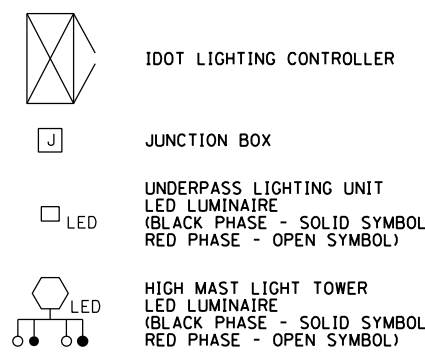 IDOT LIGHTING CONTROLLER
J
JUNCTION BOX
UNDERPASS LIGHTING UNIT
LED LUMINAIRE
(BLACK PHASE - SOLID SYMBOL
RED PHASE - OPEN SYMBOL)
LED
HIGH MAST LIGHT TOWER
LED LUMINAIRE
(BLACK PHASE - SOLID SYMBOL
RED PHASE - OPEN SYMBOL)
LED